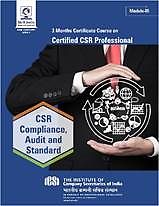 Module-III
3 Months Certificate Course on
Certified CSR Professional
CSR
Compliance,
Audit and
Standard
ICSI
THE INSTITUTE OF
Company Secretaries of India
भारतीय कम्पनी सचिव संस्थान